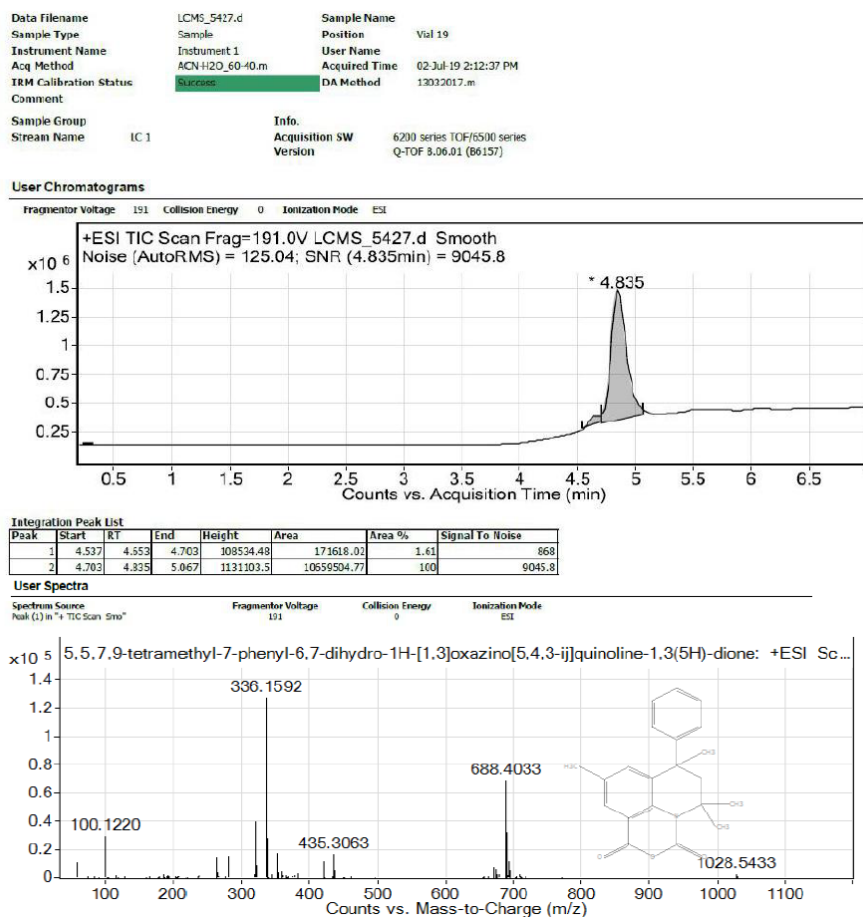 Data Filename LCMS_5427.d Sample Name
Sample Type Sample Position Vial 19
Instrument Name Instrument 1 User Name
Acq Method ACN-H2O_60-40.m Acquired Time 02-Jul-19 2:12:37 PM
IRM Calibration Status Success DA Method 13032017.m
Comment
Sample Group Info.
Stream Name LC 1 Acquisition SW 6200 series TOF/6500 series
Version Q-TOF B.06.01 (B6157)
User Chromatograms
Fragmentor Voltage 191 Collision Energy 0 Ionization Mode ESI
+ESI TIC Scan Frag=191.0V LCMS_5427.d Smooth
Noise (AutoRMS) = 125.04; SNR (4.835min) = 9045.8
x10 6
* 4.835
1.5
1.25
1
0.75
0.5
0.25
0.5 1 1.5 2 2.5 3 3.5 4 4.5 5 5.5 6 6.5
Counts vs. Acquisition Time (min)
Integration Peak List
Peak Start RT End Height Area Area % Signal To Noise
1 4.537 4.653 4.703 108534.48 171618.02 1.61 868
2 4.703 4.835 5.067 1131103.5 10659504.77 100 9045.8
User Spectra
Spectrum Source Fragmentor Voltage Collision Energy Ionization Mode
Peak (1) in "+ TIC Scan Smo" 191 0 ESI
x10 5
5,5,7,9-tetramethyl-7-phenyl-6,7-dihydro-1H-[1,3]oxazino[5,4,3-ij]quinoline-1,3(5H)-dione: +ESI Sc...
336.1592
1.4
1.2
1
0.8
0.6
0.4
0.2
0
688.4033
100.1220
435.3063
1028.5433
CH3
H3C
CH3
CH3
O
O
O
100 200 300 400 500 600 700 800 900 1000 1100
Counts vs. Mass-to-Charge (m/z)